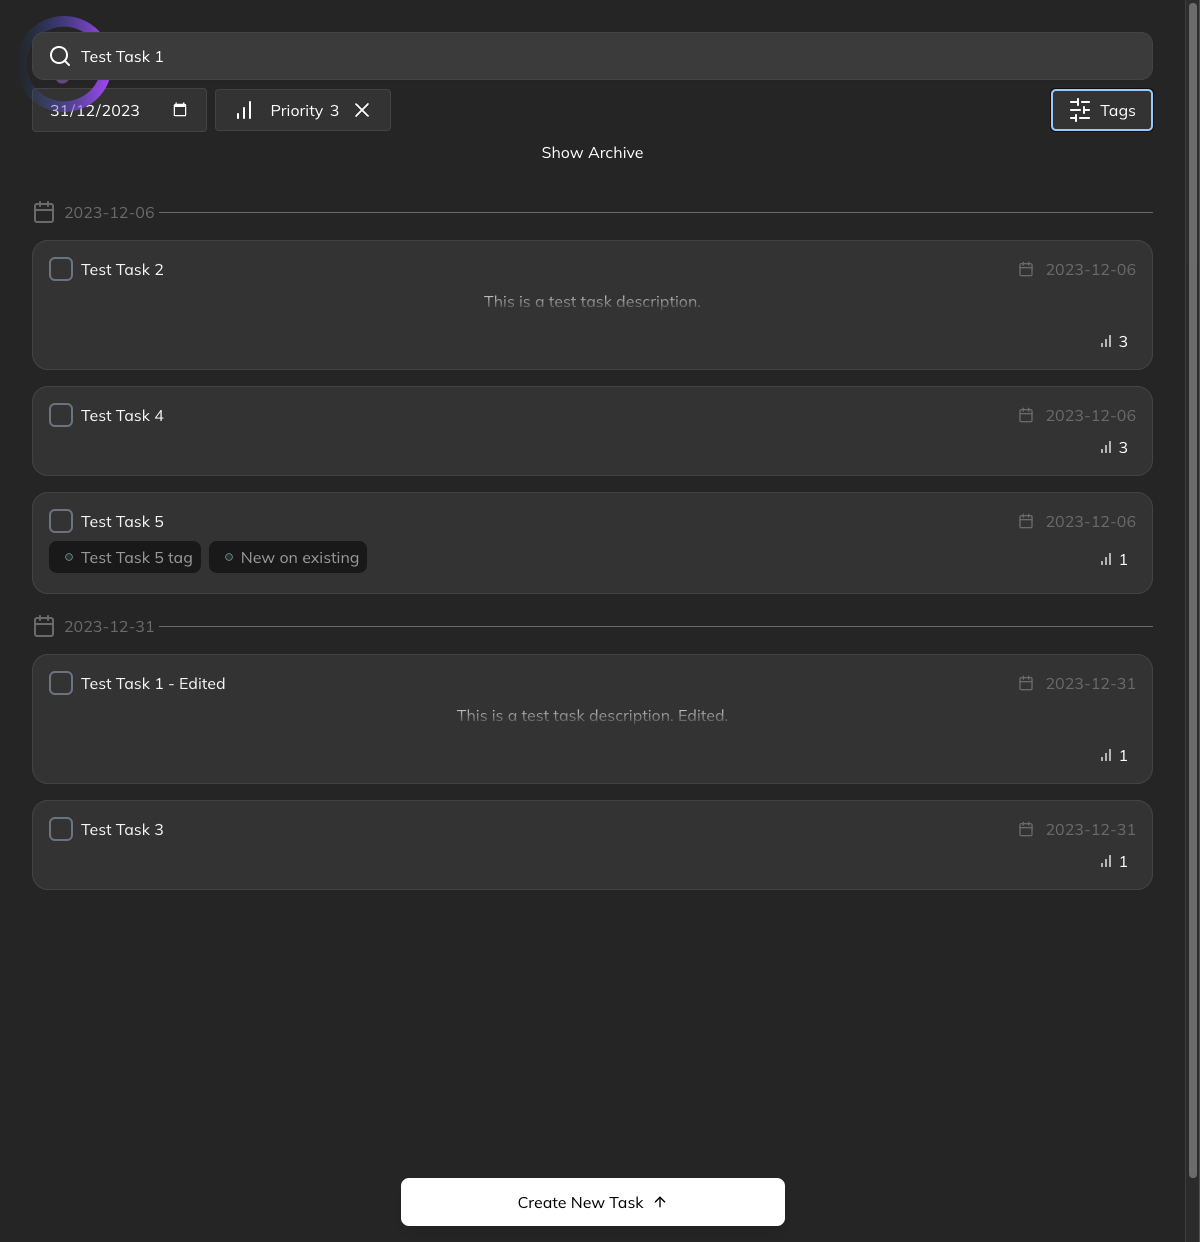 Test Task 1
31/12/2023
Priority 3
Tags
Show Archive
2023-12-06
Test Task 2
2023-12-06
This is a test task description.
3
Test Task 4
2023-12-06
3
Test Task 5
2023-12-06
Test Task 5 tag
New on existing
1
2023-12-31
Test Task 1 - Edited
2023-12-31
This is a test task description. Edited.
1
Test Task 3
2023-12-31
1
Create New Task